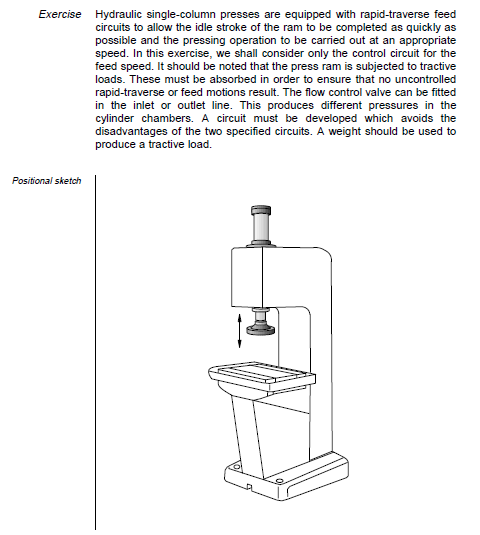 Exercise Hydraulic single-column presses are equipped with rapid-traverse feed
circuits to allow the idle stroke of the ram to be completed as quickly as
possible and the pressing operation to be carried out at an appropriate
speed. In this exercise, we shall consider only the control circuit for the
feed speed. It should be noted that the press ram is subjected to tractive
loads. These must be absorbed in order to ensure that no uncontrolled
rapid-traverse or feed motions result. The flow control valve can be fitted
in the inlet or outlet line. This produces different pressures in the
cylinder chambers. A circuit must be developed which avoids the
disadvantages of the two specified circuits. A weight should be used to
produce a tractive load.
Positional sketch